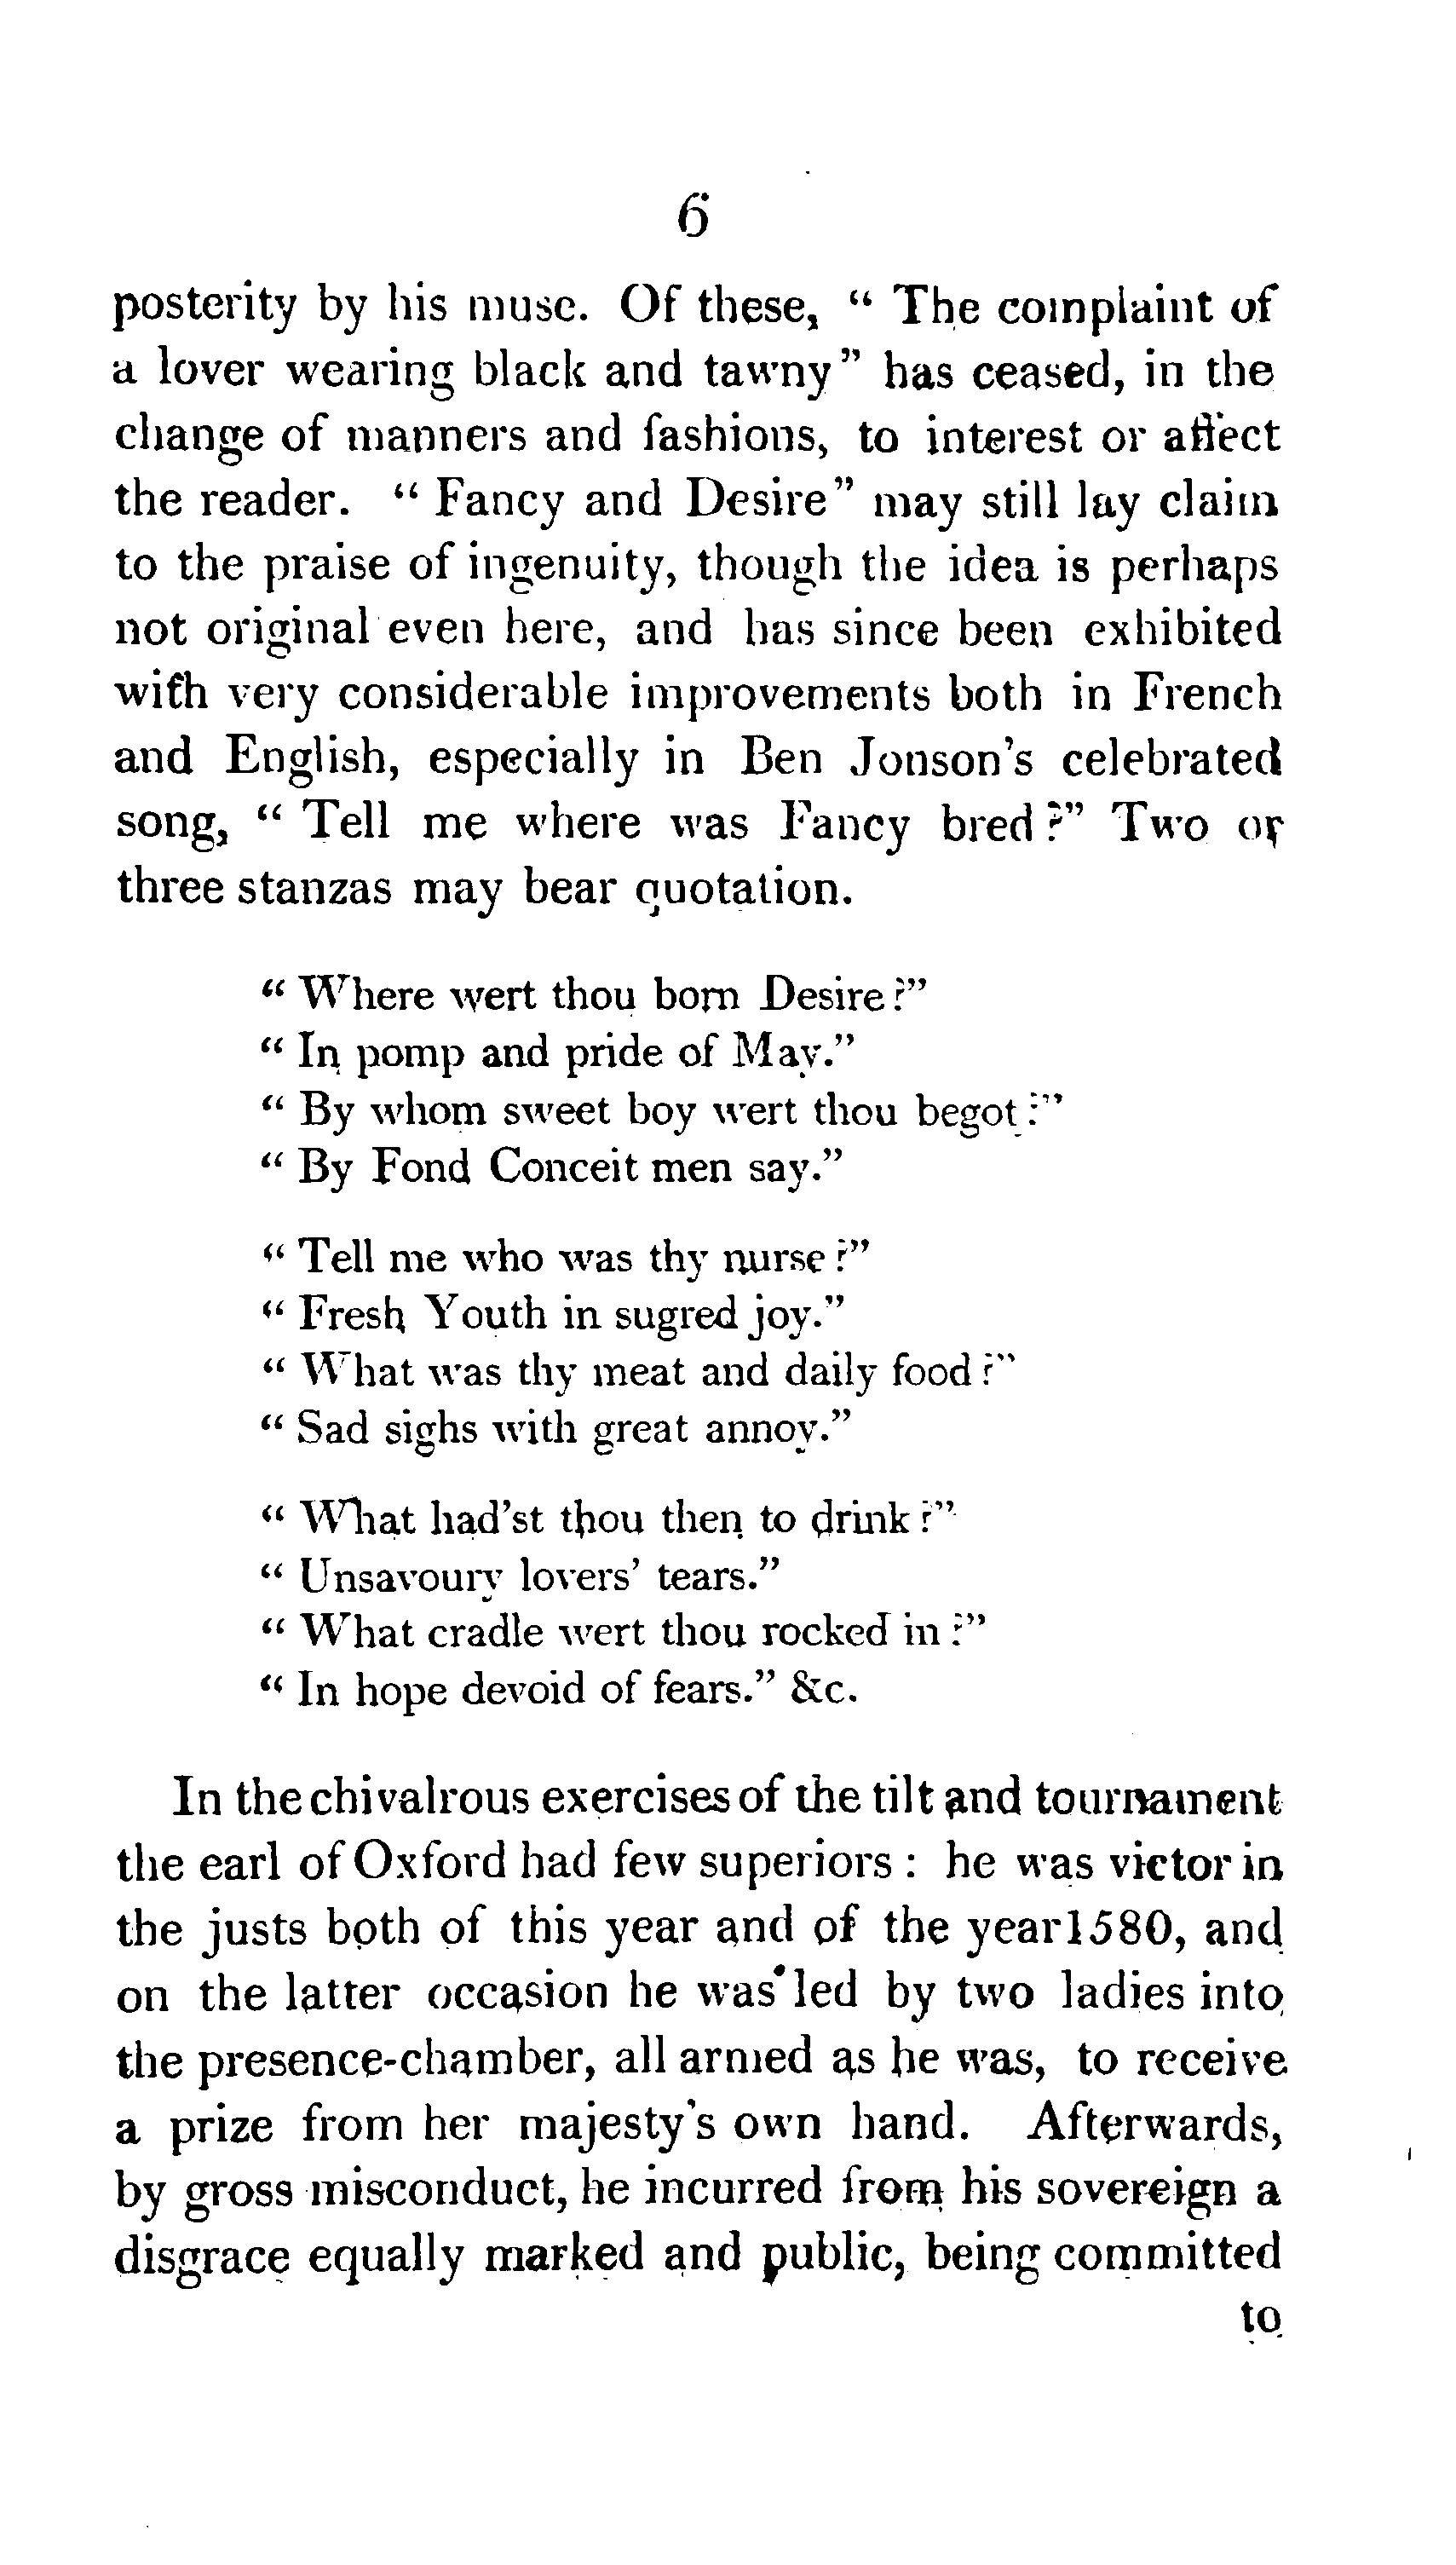 6
posterity by his muse. Of these, " The complaint of
a lover wearing black and tawny" has ceased, in the
change of manners and fashions, to interest or affect
the reader. " Fancy and Desire" may still lay claim
to the praise of ingenuity, though the idea is perhaps
not original even here, and has since been exhibited
with very considerable improvements both in French
and English, especially in Ben Jonson's celebrated
song, " Tell me where was Fancy bred ?" Two or
three stanzas may bear quotation.
" Where wert thou born Desire ?"
" In pomp and pride of May."
" By whom sweet boy wert thou begot ?"
" By Fond Conceit men say."
" Tell me who was thy nurse ?"
" Fresh Youth in sugred joy."
" What was thy meat and daily food ?"
" Sad sighs with great annoy."
" What had'st thou then to drink ?"
" Unsavoury lovers' tears."
" What cradle wert thou rocked in ?"
" In hope devoid of fears." &c.
In the chivalrous exercises of the tilt and tournament
the earl of Oxford had few superiors : he was victor in
the justs both of this year and of the year 1580, and
on the latter occasion he was led by two ladies into
the presence-chamber, all armed as he was, to receive
a prize from her majesty's own hand. Afterwards,
by gross misconduct, he incurred from his sovereign a
disgrace equally marked and public, being committed
to